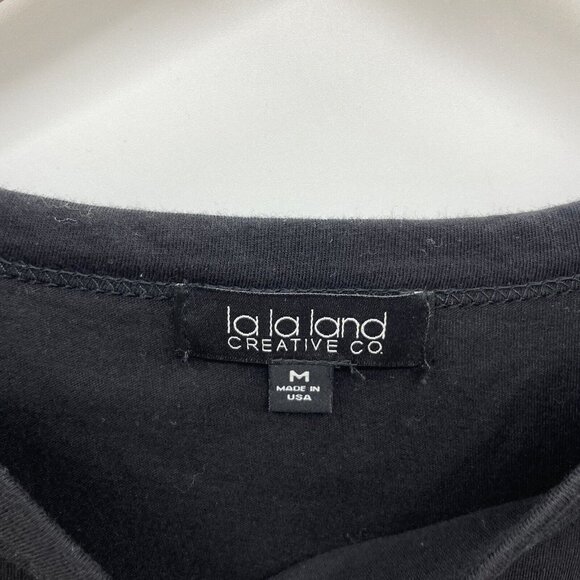 la la land
CREATIVE CO.
M
MADE IN
USA